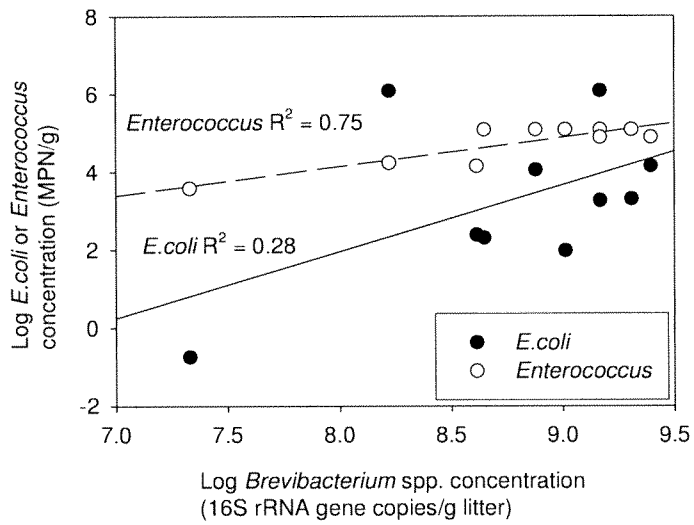 8
6
4
2
0
-2
Log E.coli or Enterococcus
concentration (MPN/g)
Enterococcus R² = 0.75
E.coli R² = 0.28
E.coli
Enterococcus
7.0 7.5 8.0 8.5 9.0 9.5
Log Brevibacterium spp. concentration
(16S rRNA gene copies/g litter)